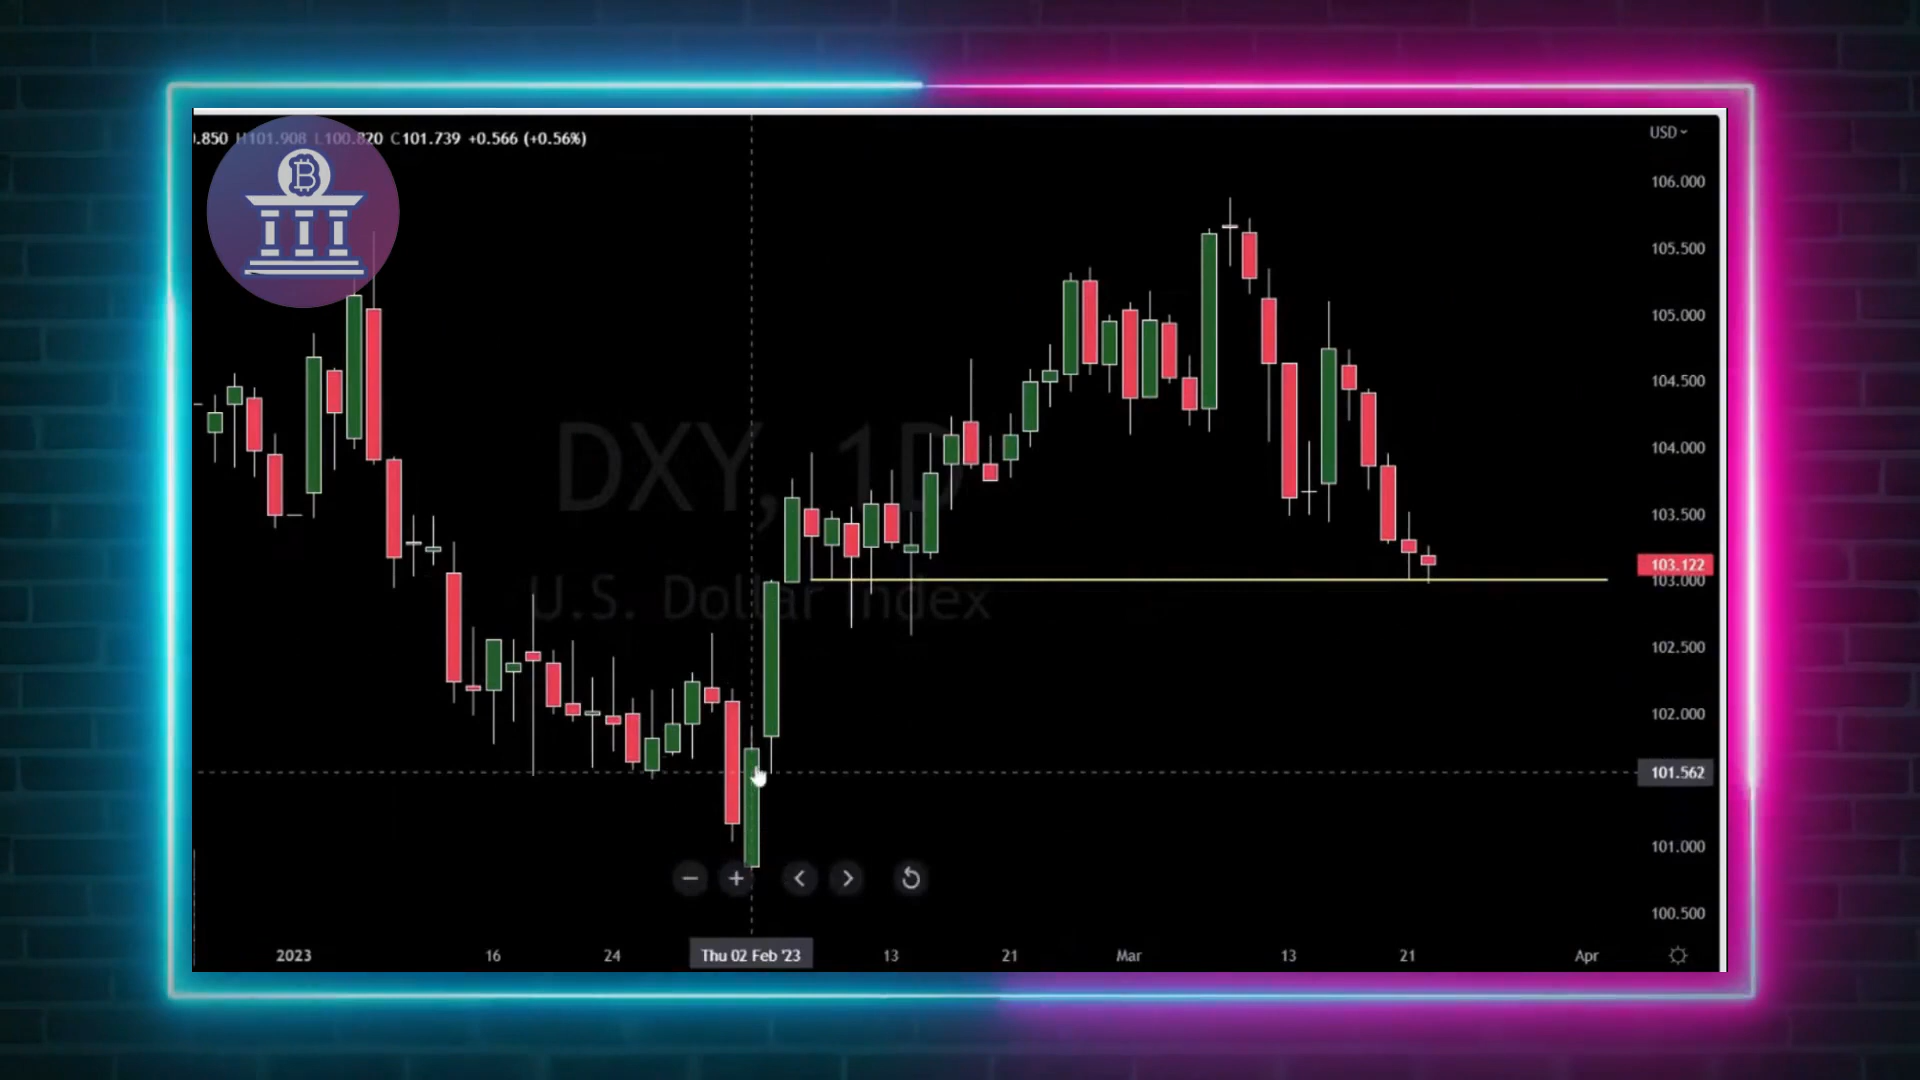 .850 H101.908 L100.820 C101.739 +0.566 (+0.56%)
USD
106.000
105.500
105.000
104.500
104.000
103.500
103.122
103.000
102.500
102.000
101.562
101.000
100.500
DXY, 1D
U.S. Dollar Index
2023
16
24
Thu 02 Feb '23
13
21
Mar
13
21
Apr